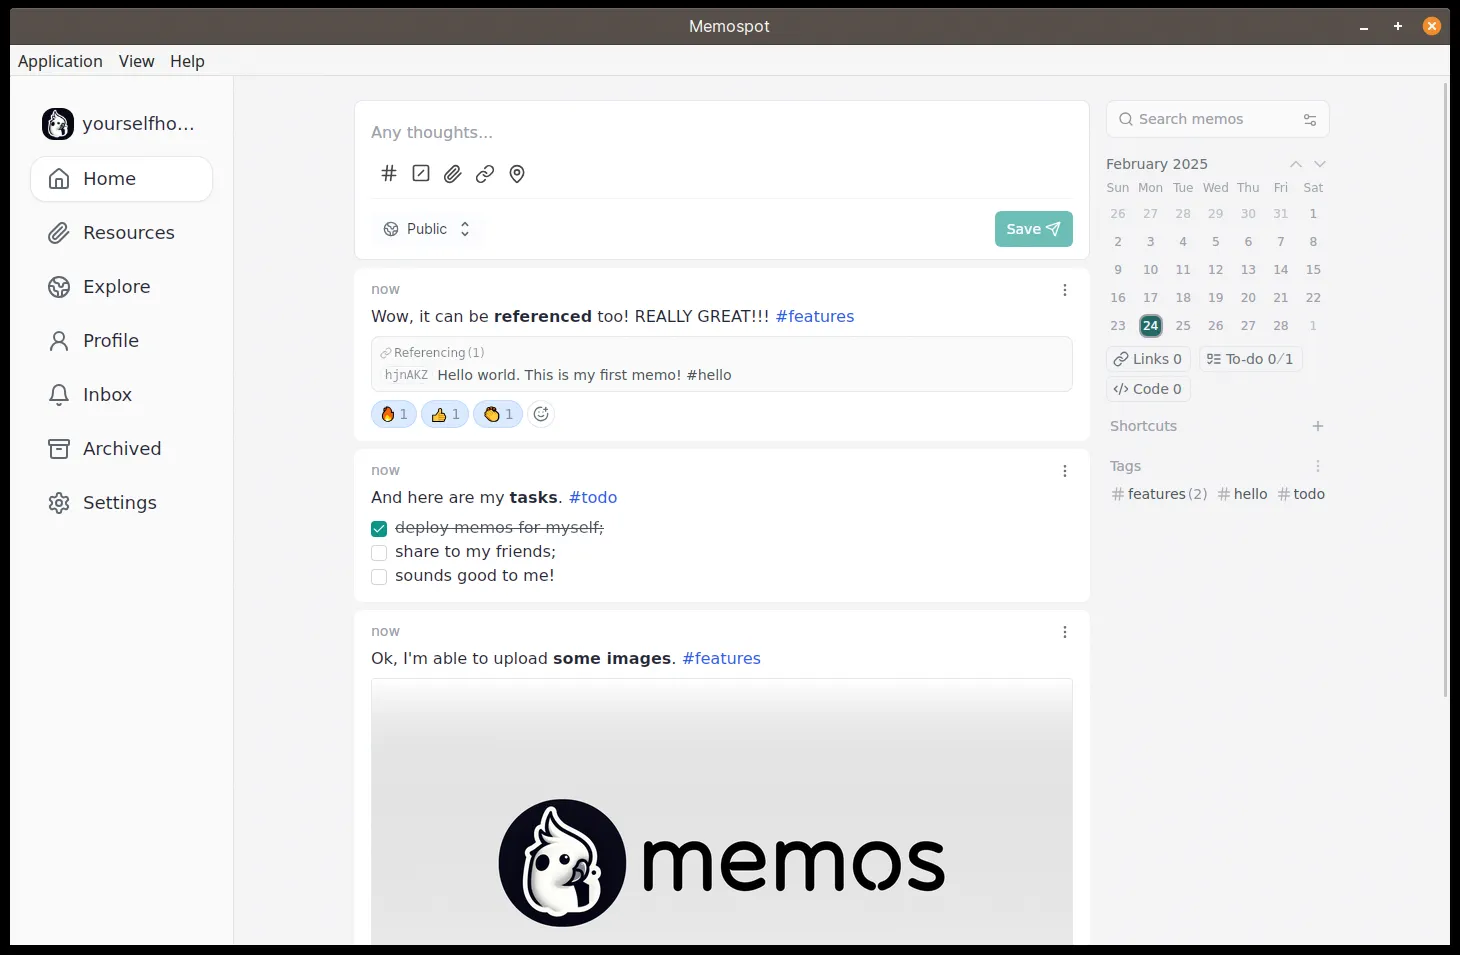 Memospot
Application View Help
yourselfho...
Home
Resources
Explore
Profile
Inbox
Archived
Settings
Any thoughts...
Public
Save
now
Wow, it can be referenced too! REALLY GREAT!!! #features
Referencing (1)
hjnAKZ Hello world. This is my first memo! #hello
1 1 1
now
And here are my tasks. #todo
deploy memos for myself;
share to my friends;
sounds good to me!
now
Ok, I'm able to upload some images. #features
memos
Search memos
February 2025
Sun Mon Tue Wed Thu Fri Sat
26 27 28 29 30 31 1
2 3 4 5 6 7 8
9 10 11 12 13 14 15
16 17 18 19 20 21 22
23 24 25 26 27 28 1
Links 0 To-do 0/1
Code 0
Shortcuts
Tags
# features (2) # hello # todo